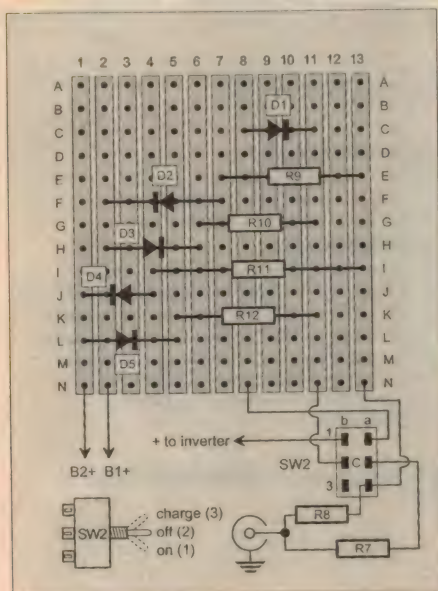 1 2 3 4 5 6 7 8 9 10 11 12 13
A A
B D1 B
C C
D D
E D2 R9 E
F F
G D3 R10 G
H H
I D4 R11 I
J J
K R12 K
L L
M D5 M
N N
+ to inverter
1 b a
B2+ B1+
SW2 C
3
SW2
charge (3)
off (2)
on (1)
R8
R7